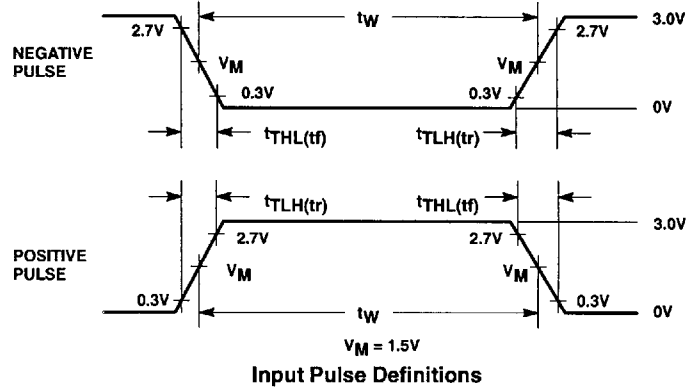 tW
3.0V
2.7V
2.7V
NEGATIVE
PULSE
VM
VM
0.3V
0.3V
0V
tTHL(tf)
tTLH(tr)
tTLH(tr)
tTHL(tf)
3.0V
2.7V
2.7V
POSITIVE
PULSE
VM
VM
0.3V
0.3V
tW
0V
VM = 1.5V
Input Pulse Definitions